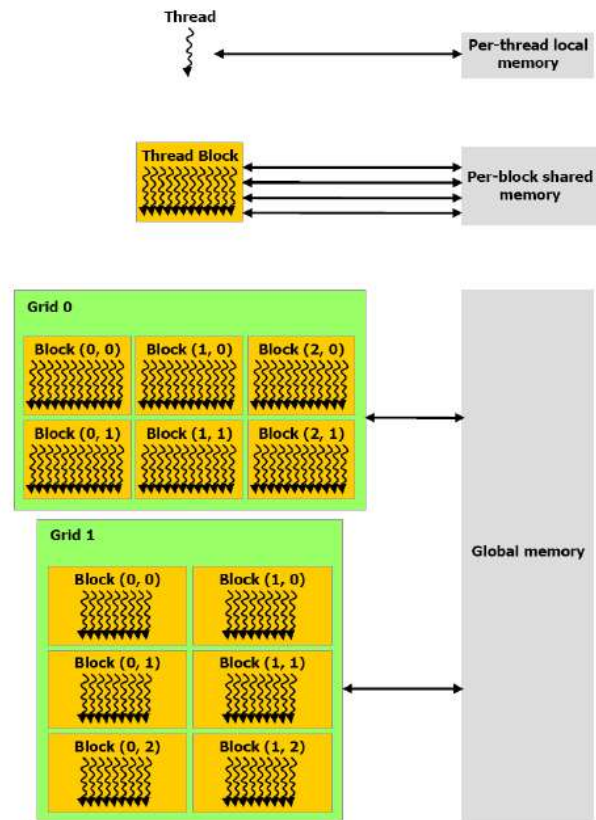 Thread
Per-thread local
memory
Thread Block
Per-block shared
memory
Grid 0
Block (0, 0) Block (1, 0) Block (2, 0)
Block (0, 1) Block (1, 1) Block (2, 1)
Global memory
Grid 1
Block (0, 0) Block (1, 0)
Block (0, 1) Block (1, 1)
Block (0, 2) Block (1, 2)